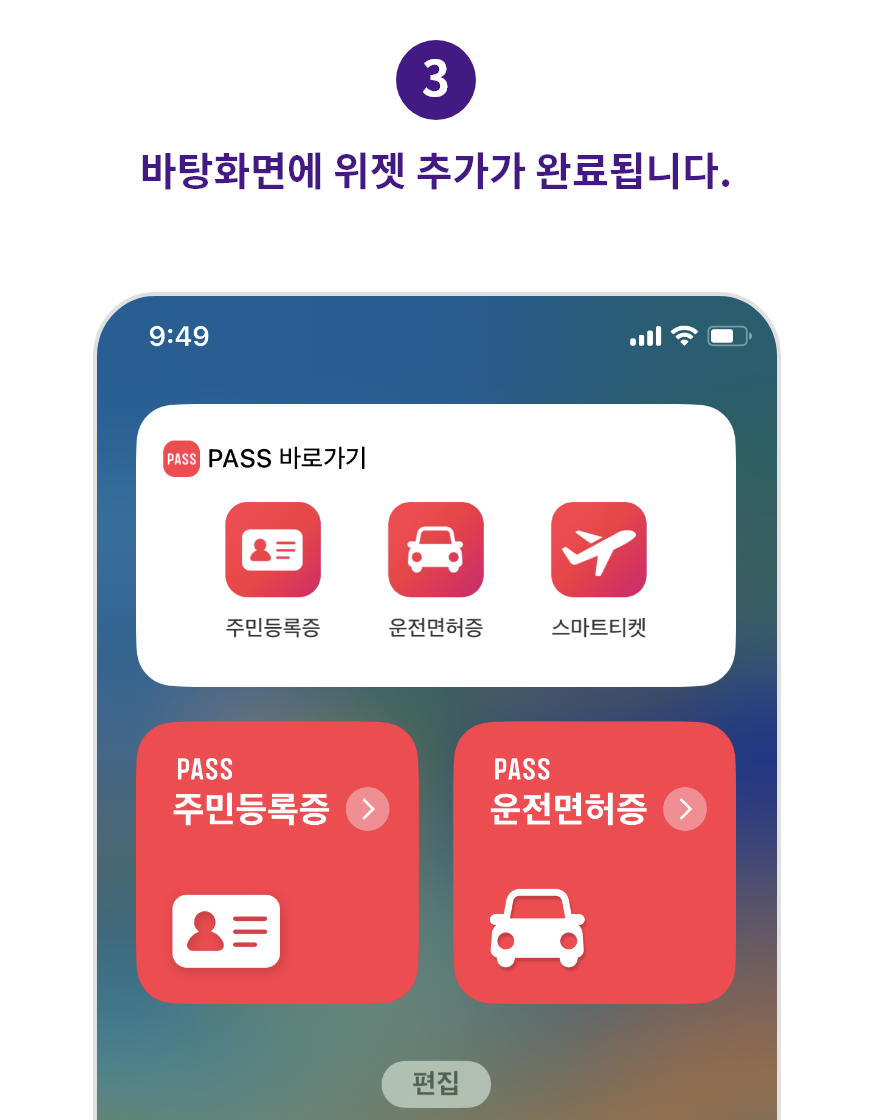 3
바탕화면에 위젯 추가가 완료됩니다.
9:49
PASS PASS 바로가기
주민등록증 운전면허증 스마트티켓
PASS
주민등록증
PASS
운전면허증
편집